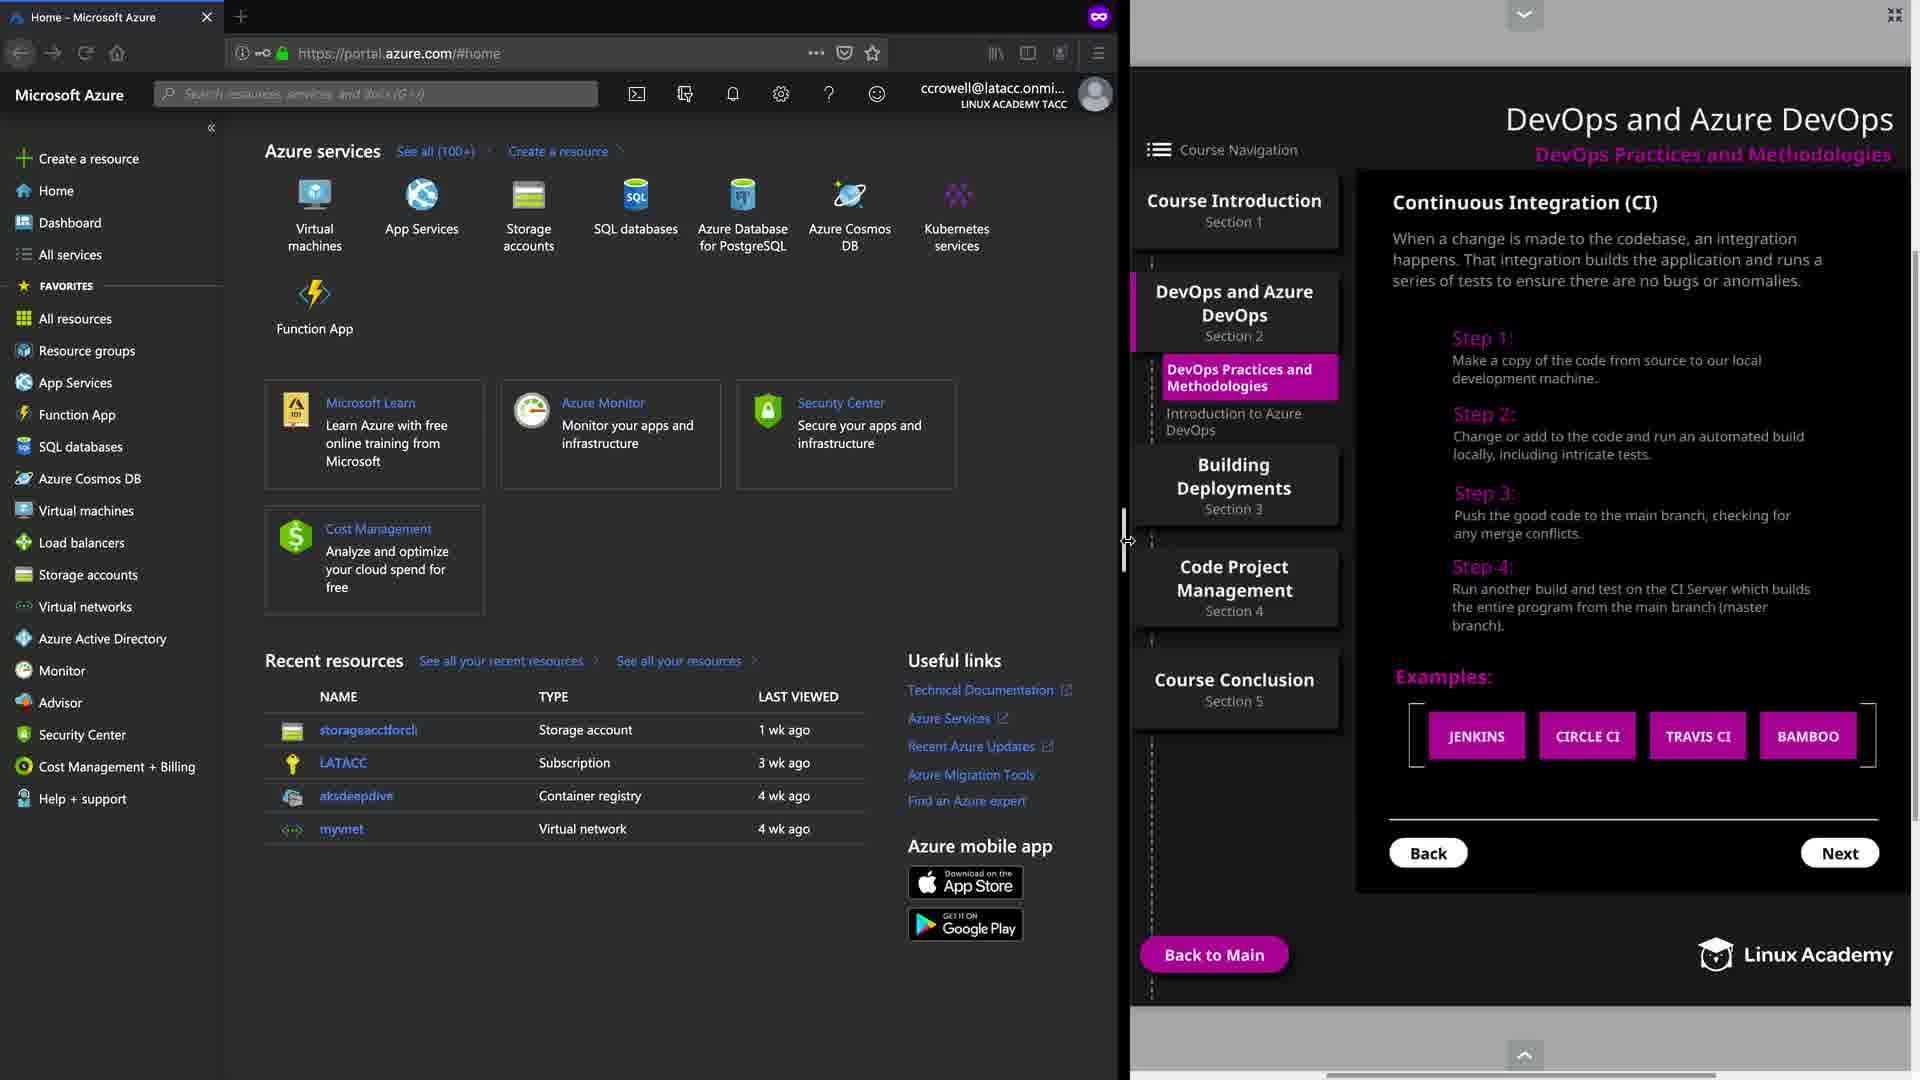 Home - Microsoft Azure
https://portal.azure.com/#home
Microsoft Azure
Search resources, services, and docs (G+/)
ccrowell@latacc.onmi...
LINUX ACADEMY TACC
Create a resource
Home
Dashboard
All services
FAVORITES
All resources
Resource groups
App Services
Function App
SQL databases
Azure Cosmos DB
Virtual machines
Load balancers
Storage accounts
Virtual networks
Azure Active Directory
Monitor
Advisor
Security Center
Cost Management + Billing
Help + support
Azure services
See all (100+)
Create a resource
Virtual
machines
App Services
Storage
accounts
SQL
SQL databases
Azure Database
for PostgreSQL
Azure Cosmos
DB
Kubernetes
services
Function App
Microsoft Learn
Learn Azure with free
online training from
Microsoft
Azure Monitor
Monitor your apps and
infrastructure
Security Center
Secure your apps and
infrastructure
Cost Management
Analyze and optimize
your cloud spend for
free
Recent resources
See all your recent resources
See all your resources
NAME TYPE LAST VIEWED
storageacctforcli Storage account 1 wk ago
LATACC Subscription 3 wk ago
aksdeepdive Container registry 4 wk ago
myvnet Virtual network 4 wk ago
Useful links
Technical Documentation
Azure Services
Recent Azure Updates
Azure Migration Tools
Find an Azure expert
Azure mobile app
Download on the
App Store
GET IT ON
Google Play
DevOps and Azure DevOps
DevOps Practices and Methodologies
Course Navigation
Course Introduction
Section 1
DevOps and Azure
DevOps
Section 2
DevOps Practices and
Methodologies
Introduction to Azure
DevOps
Building
Deployments
Section 3
Code Project
Management
Section 4
Course Conclusion
Section 5
Back to Main
Continuous Integration (CI)
When a change is made to the codebase, an integration
happens. That integration builds the application and runs a
series of tests to ensure there are no bugs or anomalies.
Step 1:
Make a copy of the code from source to our local
development machine.
Step 2:
Change or add to the code and run an automated build
locally, including intricate tests.
Step 3:
Push the good code to the main branch, checking for
any merge conflicts.
Step 4:
Run another build and test on the CI Server which builds
the entire program from the main branch (master
branch).
Examples:
JENKINS
CIRCLE CI
TRAVIS CI
BAMBOO
Back
Next
Linux Academy